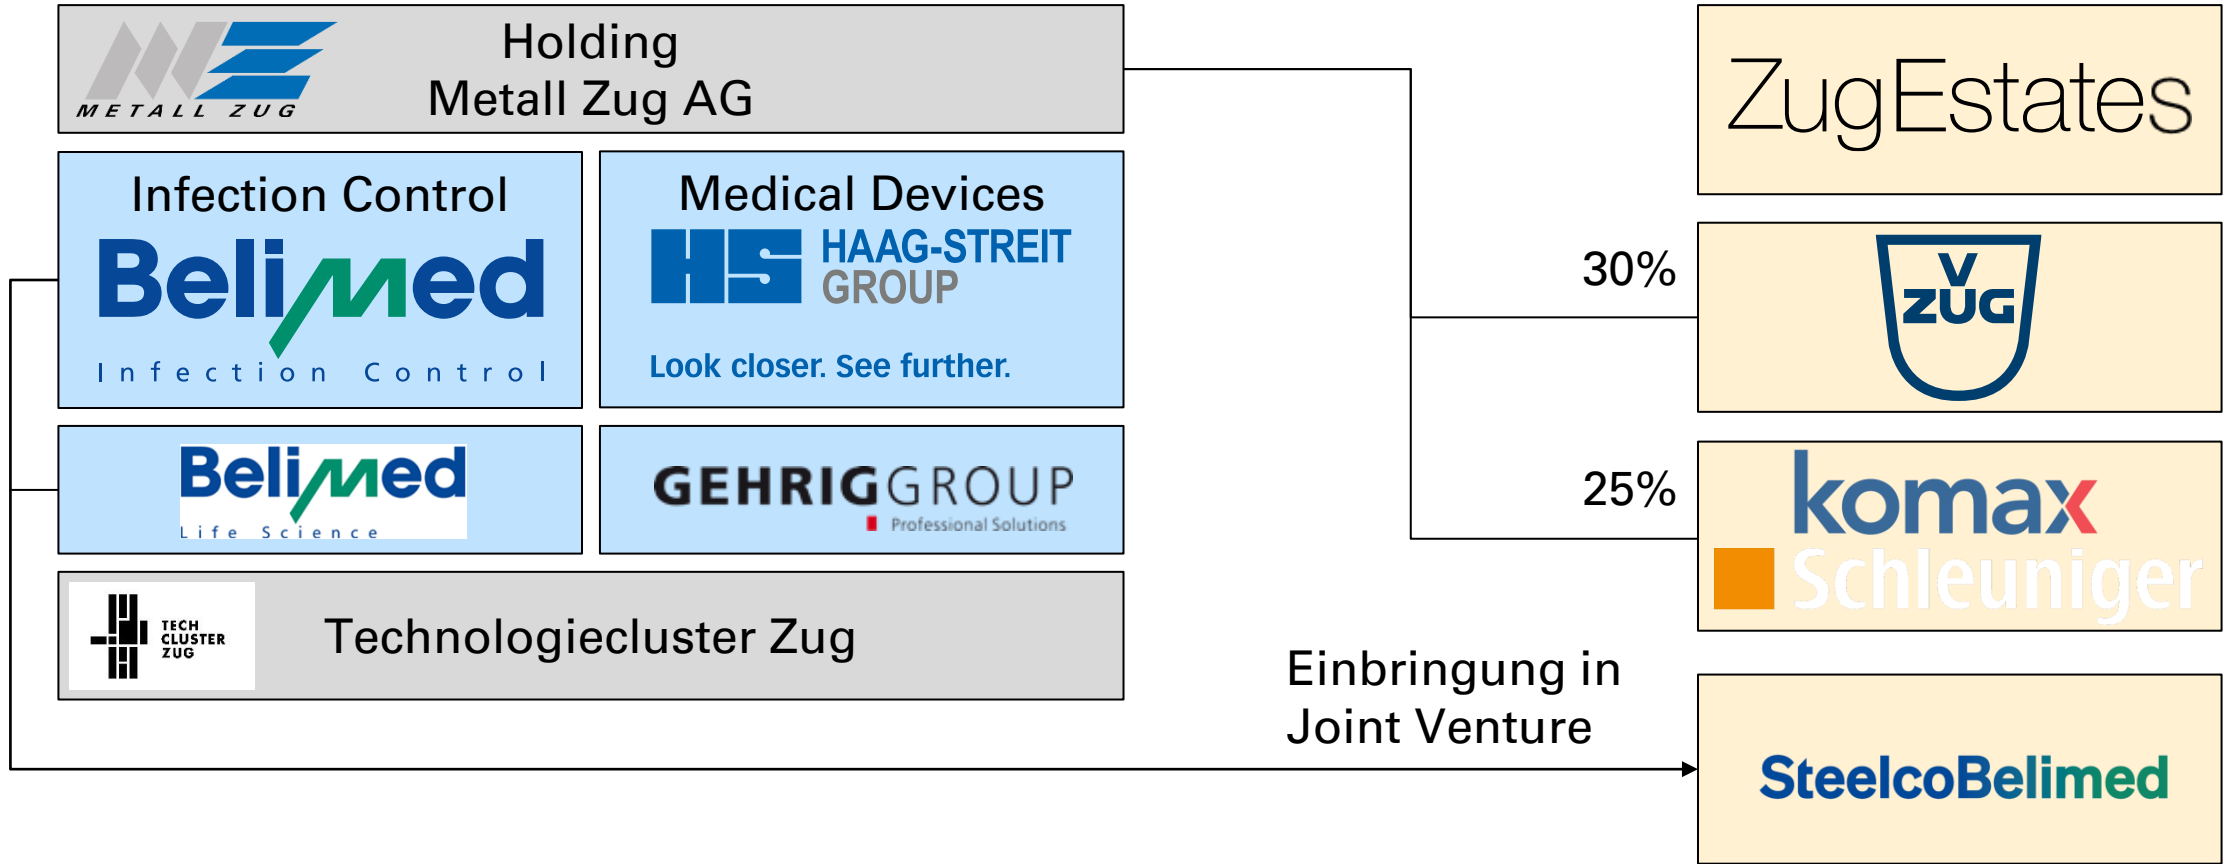 METALL ZUG
Holding
Metall Zug AG
Infection Control
Belimed
Infection Control
Medical Devices
HS HAAG-STREIT
GROUP
Look closer. See further.
Belimed
Life Science
GEHRIGGROUP
Professional Solutions
TECH
CLUSTER
ZUG
Technologiecluster Zug
ZugEstates
30%
V
ZUG
25%
komax
Schleuniger
Einbringung in
Joint Venture
SteelcoBelimed